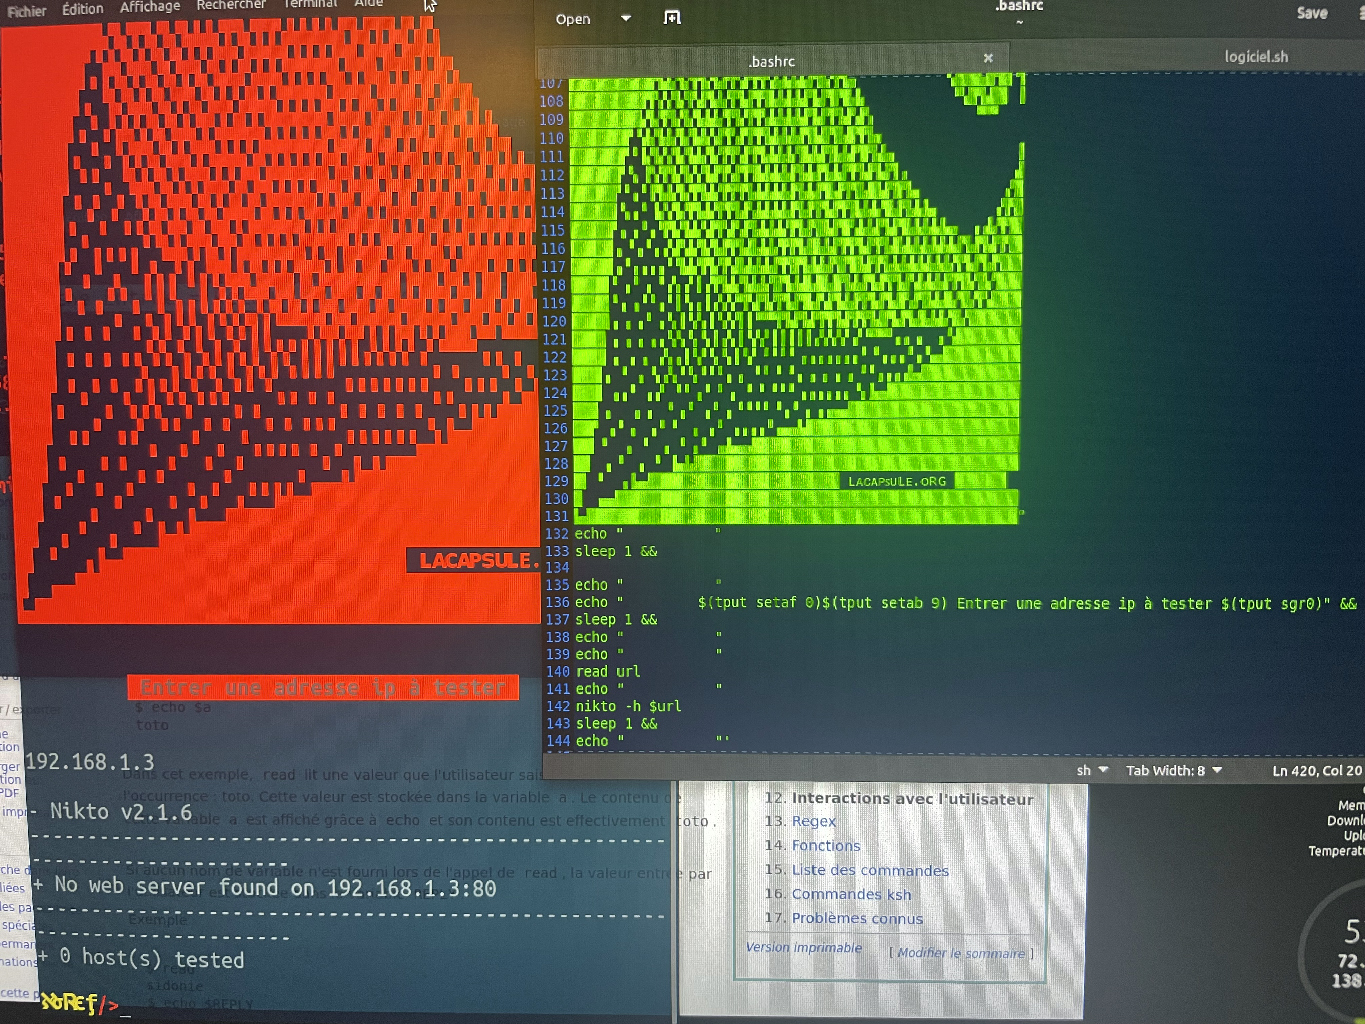 Fichier Édition Affichage Rechercher Terminal Aide
Open
.bashrc
~
Save
.bashrc ×
logiciel.sh
107
108
109
110
111
112
113
114
115
116
117
118
119
120
121
122
123
124
125
126
127
128
129
130
131
LACAPSULE.ORG
LACAPSULE.
132 echo " "
133 sleep 1 &&
134
135 echo " "
136 echo " $(tput setaf 0)$(tput setab 9) Entrer une adresse ip à tester $(tput sgr0)" &&
137 sleep 1 &&
138 echo " "
139 echo " "
140 read url
141 echo " "
142 nikto -h $url
143 sleep 1 &&
144 echo " "'
sh Tab Width: 8 Ln 420, Col 20
Entrer une adresse ip à tester
$ echo $a
toto
192.168.1.3
Dans cet exemple, read lit une valeur que l'utilisateur
l'occurrence : toto. Cette valeur est stockée dans la variable a . Le contenu de
a est affiché grâce à echo et son contenu est effectivement toto .
- Nikto v2.1.6
Si aucun nom de variable n'est fourni lors de l'appel de read , la valeur entrée par
+ No web server found on 192.168.1.3:80
Exemple
+ 0 host(s) tested
sidonie
$ echo $REPLY
/>_
12. Interactions avec l'utilisateur
13. Regex
14. Fonctions
15. Liste des commandes
16. Commandes ksh
17. Problèmes connus
Version imprimable [ Modifier le sommaire ]
Mem
Downl
Uplo
Temperat
72.
138